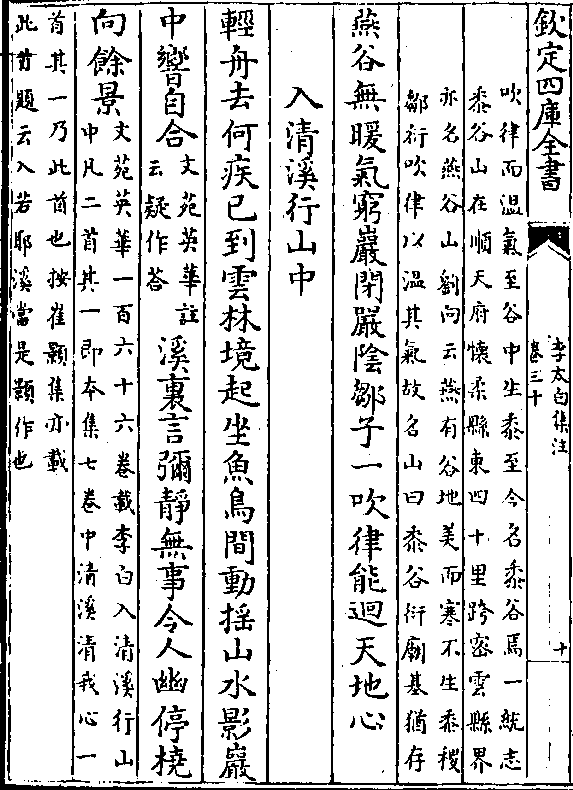 欽定四庫全書
李太白集注
卷三十
十
吹律而溫氣至谷中生黍至今名黍谷焉一統志
黍谷山在順天府懷柔縣東四十里跨密雲縣界
亦名燕谷山劉向云燕有谷地美而寒不生黍稷
鄒衍吹律以溫其氣故名山曰黍谷衍廟基猶存
燕谷無暖氣窮巖閉嚴陰鄒子一吹律能迴天地心
入清溪行山中
輕舟去何疾已到雲林境起坐魚鳥間動揺山水影巖
中響自合
文苑英華註
云疑作荅
溪裏言彌靜無事令人幽停橈
向餘景
文苑英華一百六十六卷載李白入清溪行山
中凡二首其一即本集七卷中清溪清我心一
首其一乃此首也按崔顥集亦載
此首題云入若耶溪當是顥作也